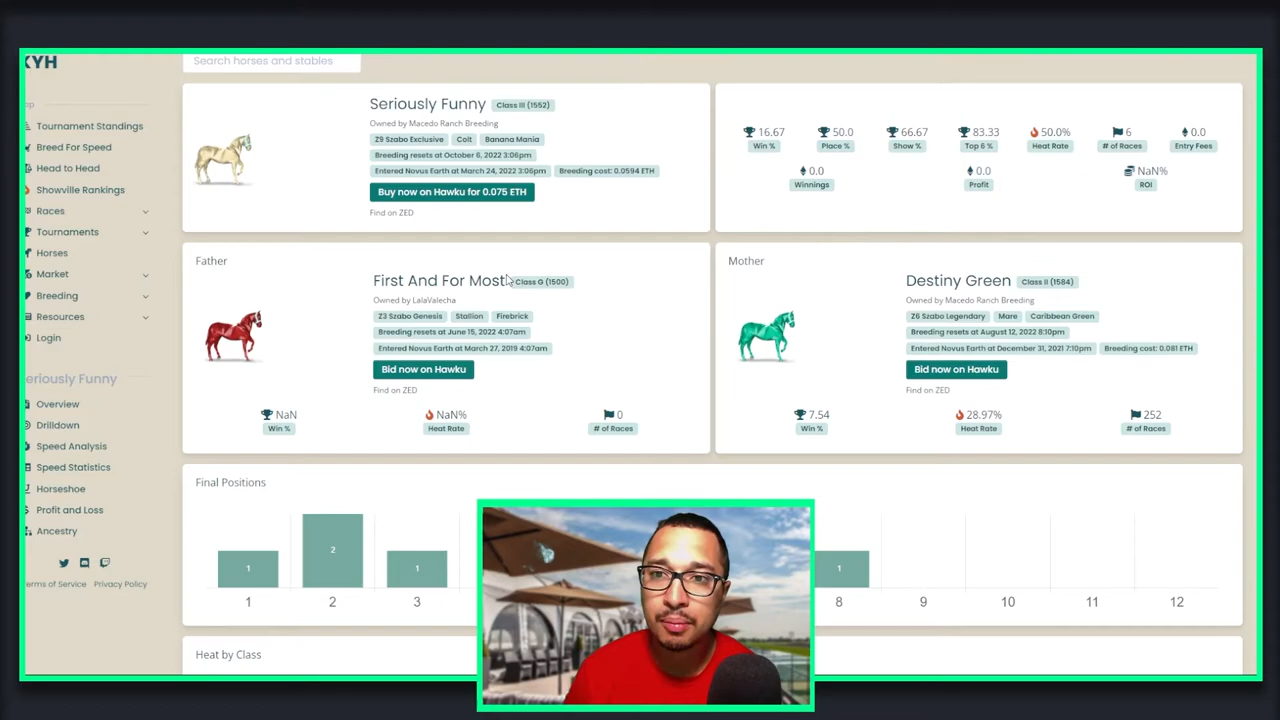 KYH
Search horses and stables
Tournament Standings
Breed For Speed
Head to Head
Showville Rankings
Races
Tournaments
Horses
Market
Breeding
Resources
Login
eriously Funny
Overview
Drilldown
Speed Analysis
Speed Statistics
Horseshoe
Profit and Loss
Ancestry
erms of Service Privacy Policy
Seriously Funny Class III (1552)
Owned by Macedo Ranch Breeding
Z9 Szabo Exclusive Colt Banana Mania
Breeding resets at October 6, 2022 3:06pm
Entered Novus Earth at March 24, 2022 3:06pm Breeding cost: 0.0594 ETH
Buy now on Hawku for 0.075 ETH
Find on ZED
16.67 50.0 66.67 83.33 50.0% 6 0.0
Win % Place % Show % Top 6 % Heat Rate # of Races Entry Fees
0.0 0.0 NaN%
Winnings Profit ROI
Father
First And For Most Class G (1500)
Owned by LalaValecha
Z3 Szabo Genesis Stallion Firebrick
Breeding resets at June 15, 2022 4:07am
Entered Novus Earth at March 27, 2019 4:07am
Bid now on Hawku
Find on ZED
NaN NaN% 0
Win % Heat Rate # of Races
Mother
Destiny Green Class II (1584)
Owned by Macedo Ranch Breeding
Z6 Szabo Legendary Mare Caribbean Green
Breeding resets at August 12, 2022 8:10pm
Entered Novus Earth at December 31, 2021 7:10pm Breeding cost: 0.081 ETH
Bid now on Hawku
Find on ZED
7.54 28.97% 252
Win % Heat Rate # of Races
Final Positions
1 2 1 1
1 2 3 8 9 10 11 12
Heat by Class